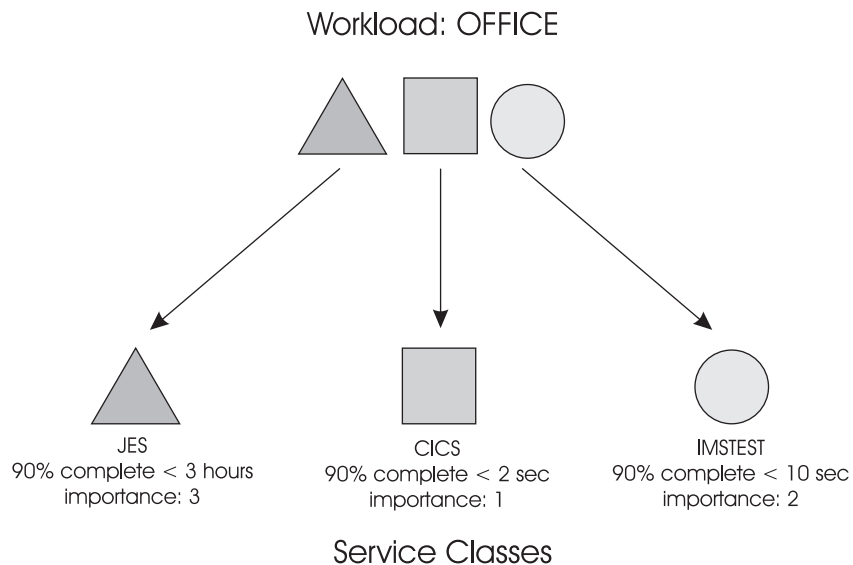 Workload: OFFICE
JES
90% complete < 3 hours
importance: 3
CICS
90% complete < 2 sec
importance: 1
IMSTEST
90% complete < 10 sec
importance: 2
Service Classes